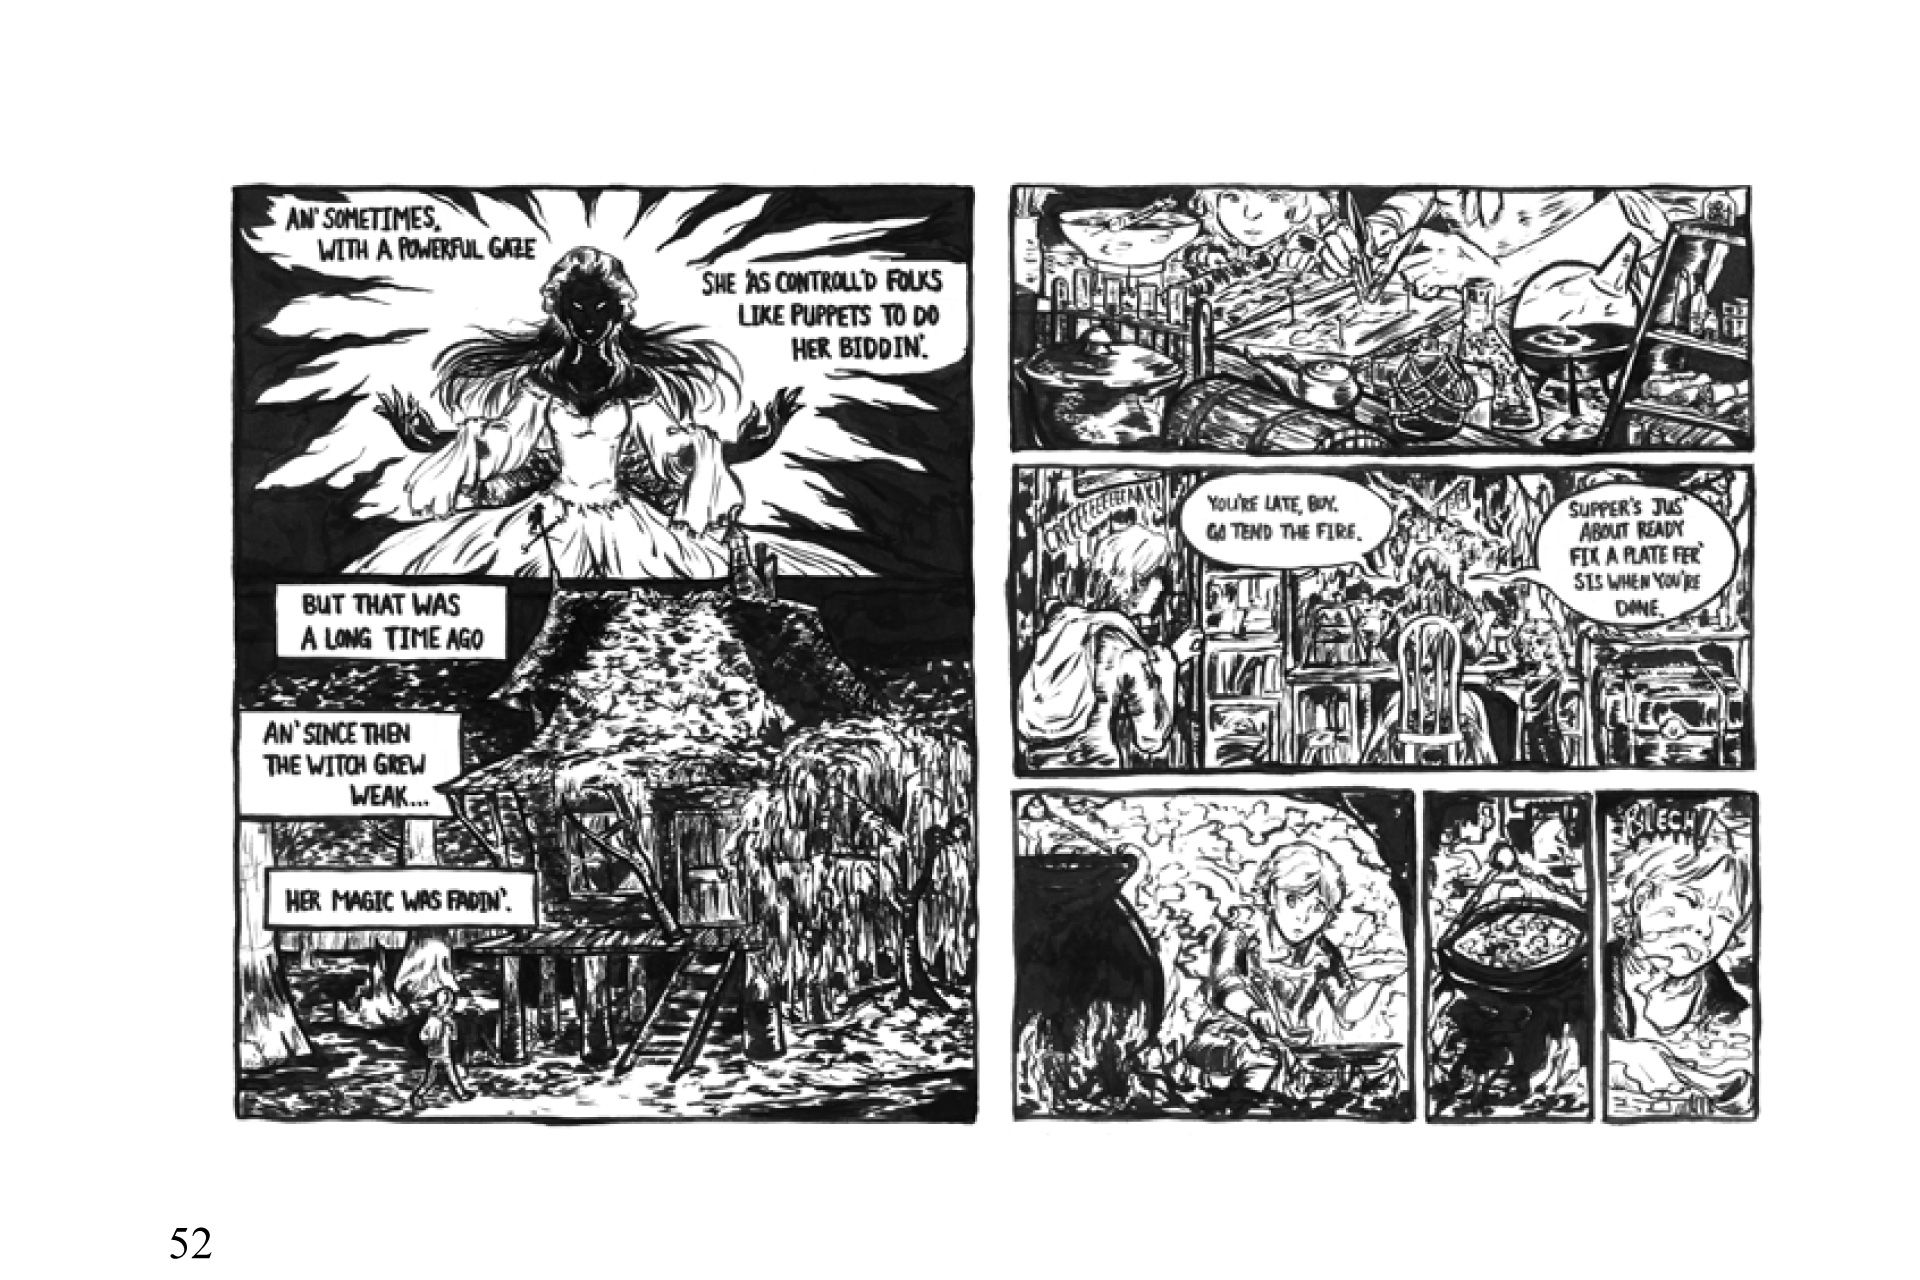 AN' SOMETIMES,
WITH A POWERFUL GAZE
SHE 'AS CONTROLL'D FOLKS
LIKE PUPPETS TO DO
HER BIDDIN'.
BUT THAT WAS
A LONG TIME AGO
AN' SINCE THEN
THE WITCH GREW
WEAK...
HER MAGIC WAS FADIN'.
YOU'RE LATE, BUY.
GO TEND THE FIRE.
SUPPER'S JUS'
ABOUT READY
FIX A PLATE FER'
SIS WHEN YOU'RE
DONE.
BLECH!
52